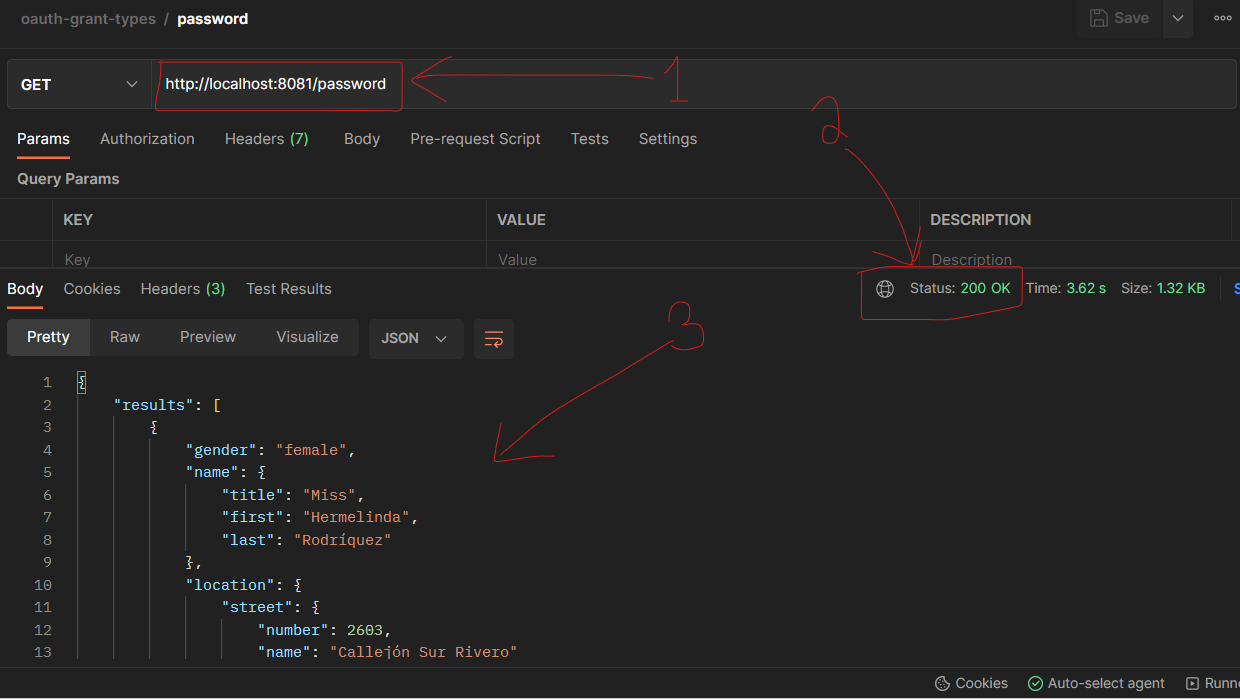 oauth-grant-types / password
Save
GET http://localhost:8081/password
1
2
Params Authorization Headers (7) Body Pre-request Script Tests Settings
Query Params
KEY VALUE DESCRIPTION
Key Value Description
Body Cookies Headers (3) Test Results Status: 200 OK Time: 3.62 s Size: 1.32 KB S
3
Pretty Raw Preview Visualize JSON
1 {
2 "results": [
3 {
4 "gender": "female",
5 "name": {
6 "title": "Miss",
7 "first": "Hermelinda",
8 "last": "Rodríquez"
9 },
10 "location": {
11 "street": {
12 "number": 2603,
13 "name": "Callejón Sur Rivero"
Cookies Auto-select agent Runn